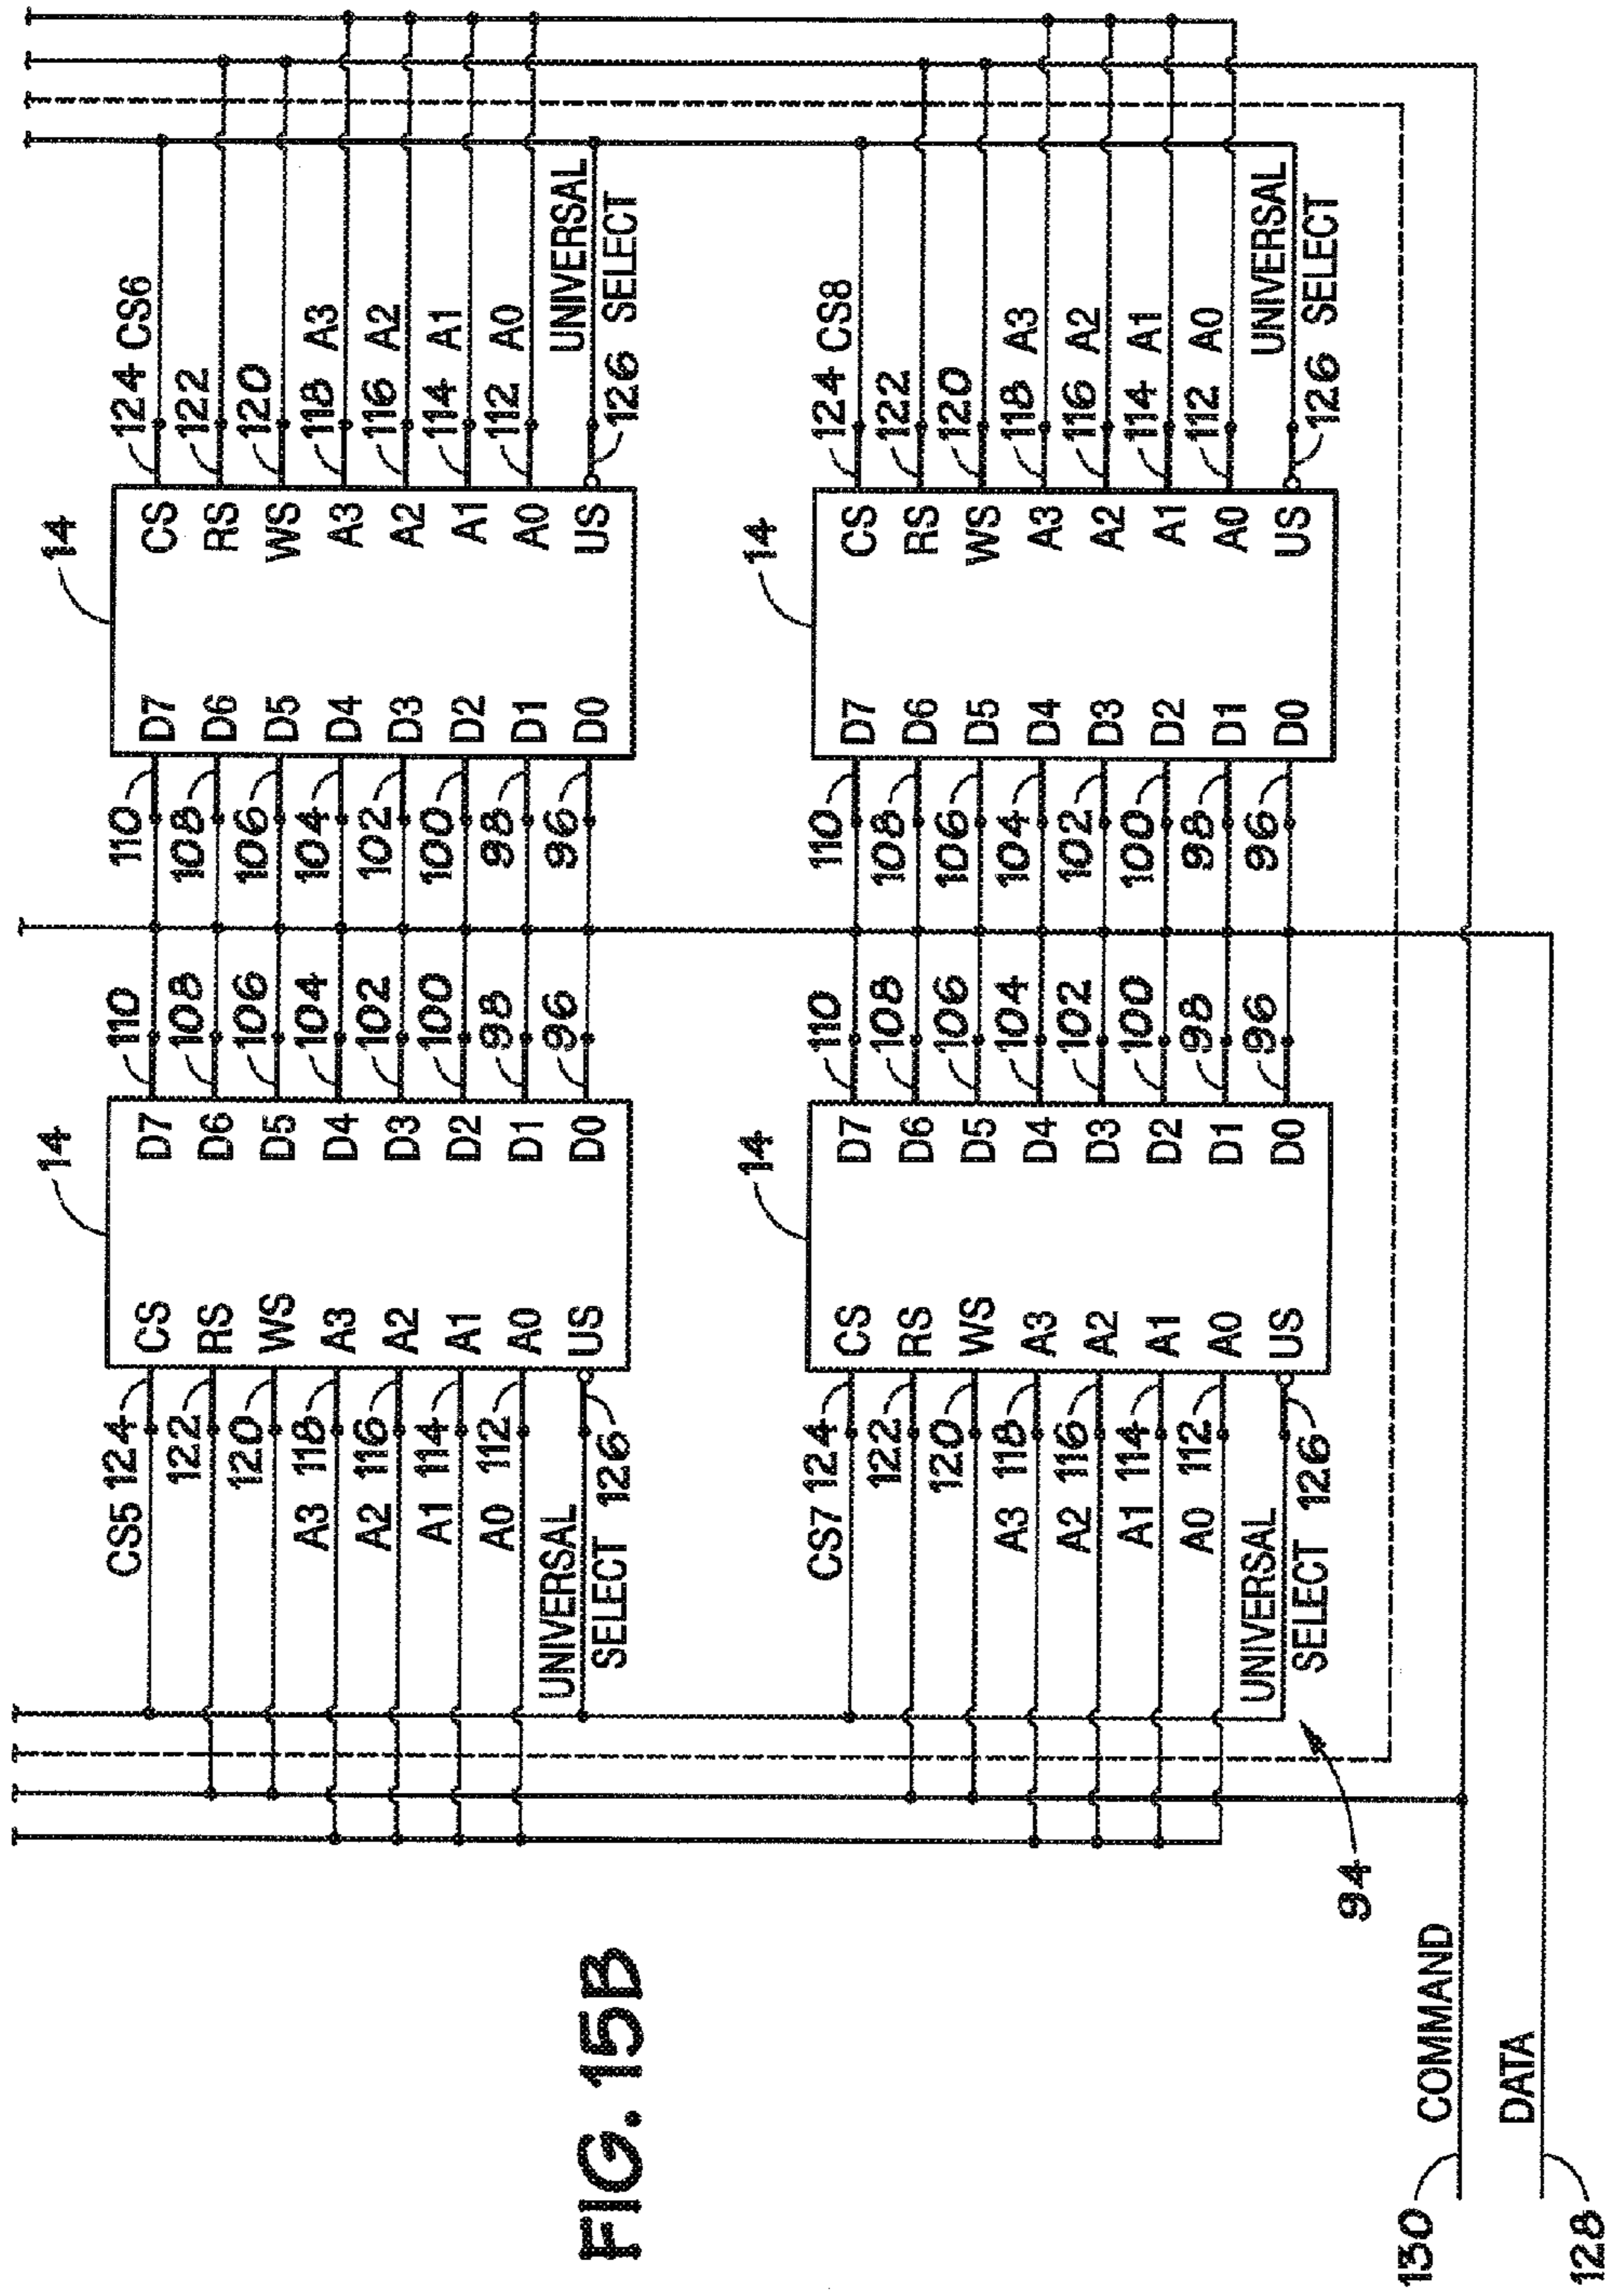 14 14
CS5 124 110 110 124 CS6
CS D7 D7 CS
122 108 108 122
RS D6 D6 RS
120 106 106 120
WS D5 D5 WS
A3 118 104 104 118 A3
A3 D4 D4 A3
A2 116 102 102 116 A2
A2 D3 D3 A2
A1 114 100 100 114 A1
A1 D2 D2 A1
A0 112 98 98 112 A0
A0 D1 D1 A0
UNIVERSAL 96 96 UNIVERSAL
US D0 D0 US
SELECT 126 126 SELECT
FIG. 15B
14 14
CS7 124 110 110 124 CS8
CS D7 D7 CS
122 108 108 122
RS D6 D6 RS
120 106 106 120
WS D5 D5 WS
A3 118 104 104 118 A3
A3 D4 D4 A3
A2 116 102 102 116 A2
A2 D3 D3 A2
A1 114 100 100 114 A1
A1 D2 D2 A1
A0 112 98 98 112 A0
A0 D1 D1 A0
UNIVERSAL 96 96 UNIVERSAL
US D0 D0 US
SELECT 126 126 SELECT
94
130 COMMAND
DATA
128